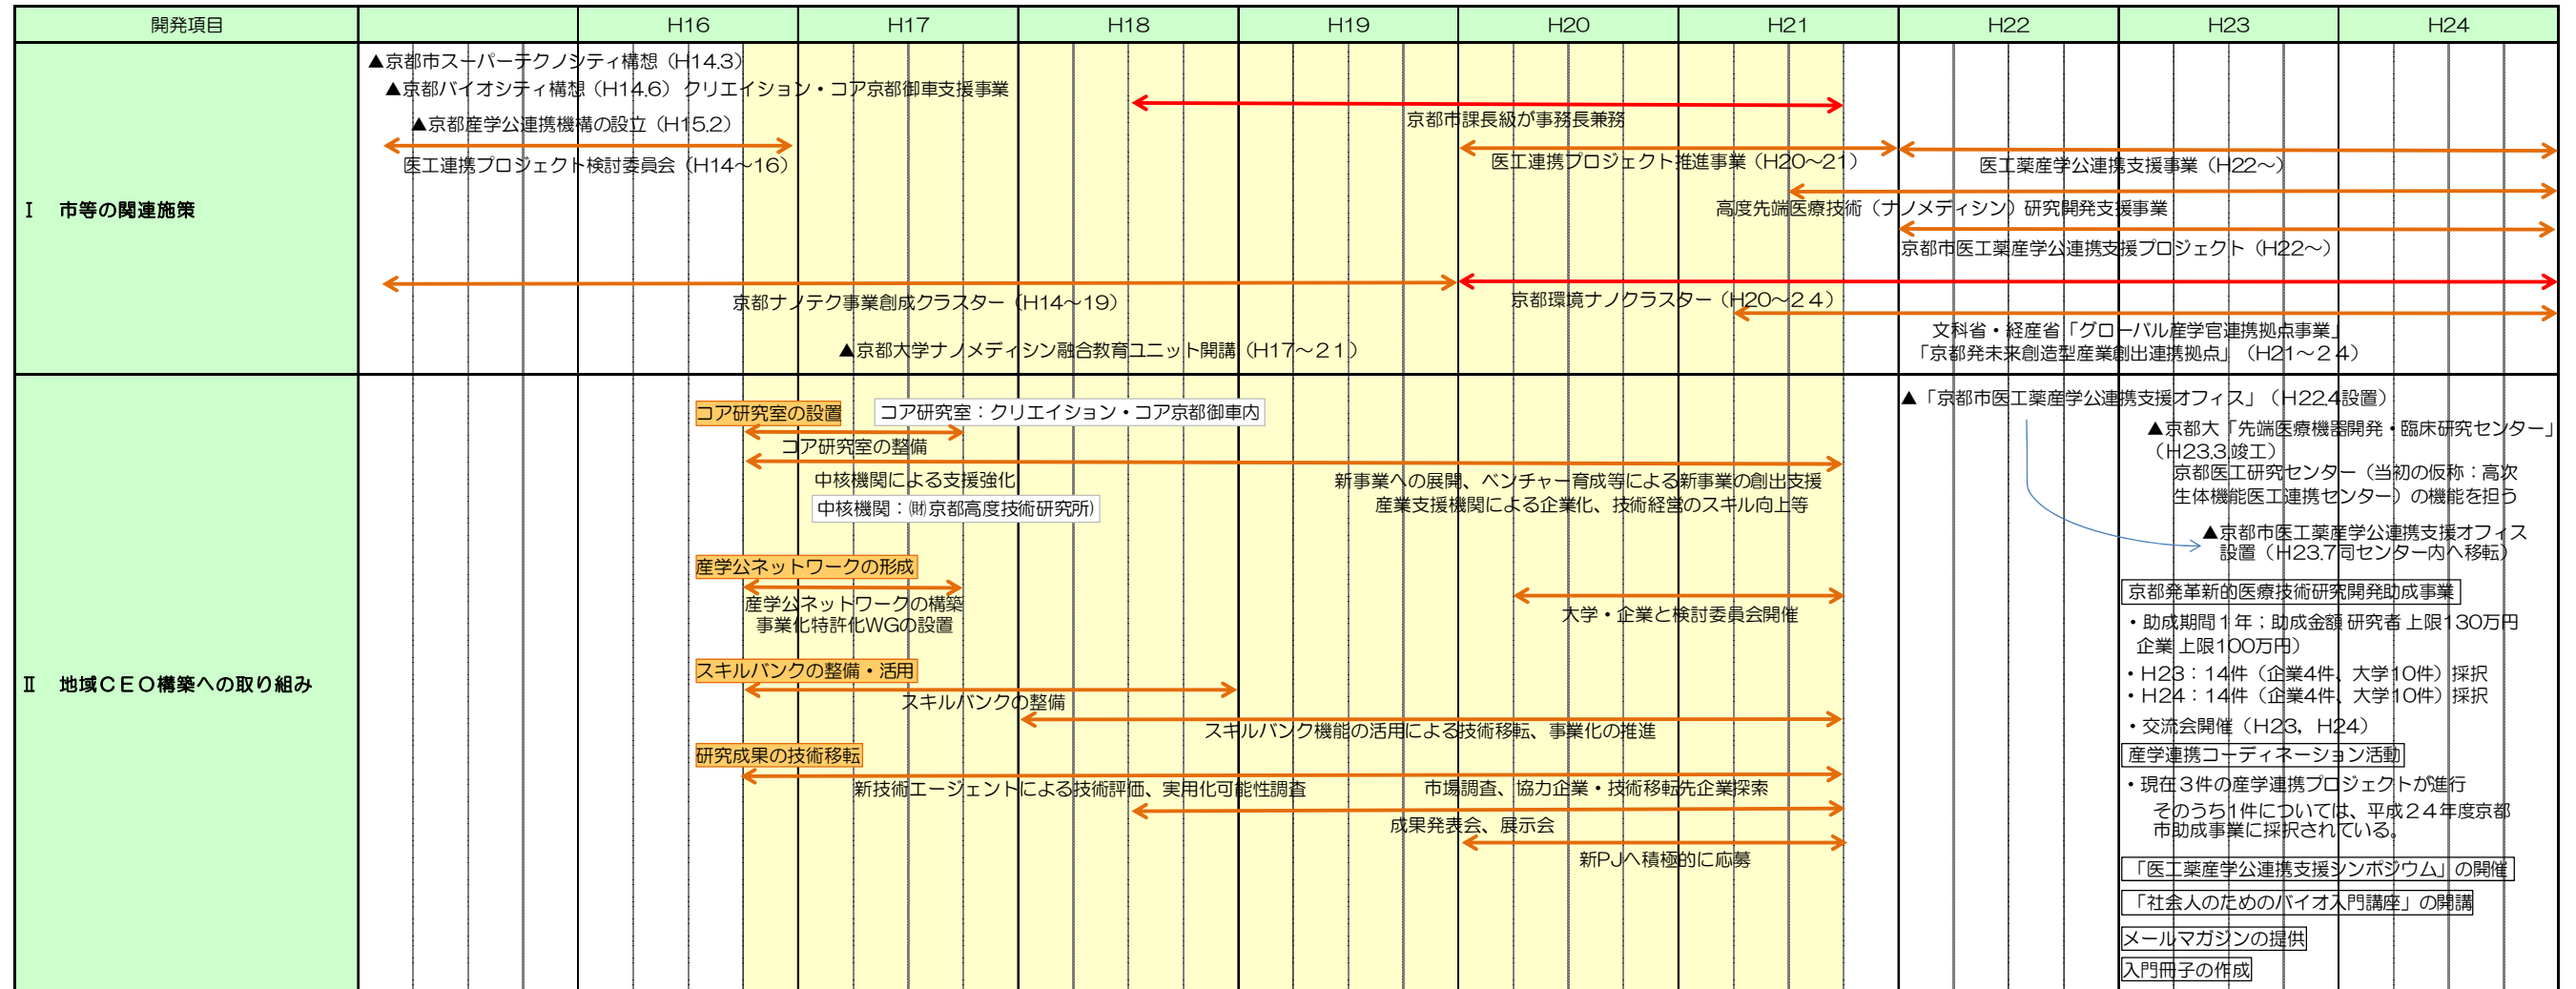 開発項目
H16
H17
H18
H19
H20
H21
H22
H23
H24
Ⅰ 市等の関連施策
▲京都市スーパーテクノシティ構想（H14.3）
▲京都バイオシティ構想（H14.6）クリエイション・コア京都御車支援事業
京都市課長級が事務長兼務
▲京都産学公連携機構の設立（H15.2）
医工連携プロジェクト検討委員会（H14～16）
医工連携プロジェクト推進事業（H20～21）
医工薬産学公連携支援事業（H22～）
高度先端医療技術（ナノメディシン）研究開発支援事業
京都市医工薬産学公連携支援プロジェクト（H22～）
京都ナノテク事業創成クラスター（H14～19）
京都環境ナノクラスター（H20～２４）
文科省・経産省「グローバル産学官連携拠点事業」
「京都発未来創造型産業創出連携拠点」（H21～２４）
▲京都大学ナノメディシン融合教育ユニット開講（H17～２１）
Ⅱ 地域ＣＥＯ構築への取り組み
コア研究室の設置
コア研究室：クリエイション・コア京都御車内
コア研究室の整備
中核機関による支援強化
中核機関：㈶京都高度技術研究所)
新事業への展開、ベンチャー育成等による新事業の創出支援
産業支援機関による企業化、技術経営のスキル向上等
産学公ネットワークの形成
産学公ネットワークの構築
事業化特許化WGの設置
大学・企業と検討委員会開催
スキルバンクの整備・活用
スキルバンクの整備
スキルバンク機能の活用による技術移転、事業化の推進
研究成果の技術移転
新技術エージェントによる技術評価、実用化可能性調査
市場調査、協力企業・技術移転先企業探索
成果発表会、展示会
新PJへ積極的に応募
▲「京都市医工薬産学公連携支援オフィス」（H22.4設置）
▲京都大「先端医療機器開発・臨床研究センター」
（H23.3.竣工）
京都医工研究センター（当初の仮称：高次
生体機能医工連携センター）の機能を担う
▲京都市医工薬産学公連携支援オフィス
設置（H23.7同センター内へ移転）
京都発革新的医療技術研究開発助成事業
・助成期間１年；助成金額 研究者 上限130万円
企業 上限100万円）
・H23：14件（企業4件、大学10件）採択
・H24：14件（企業4件、大学10件）採択
・交流会開催（H23，H24）
産学連携コーディネーション活動
・現在３件の産学連携プロジェクトが進行
そのうち1件については、平成２４年度京都
市助成事業に採択されている。
「医工薬産学公連携支援シンポジウム」の開催
「社会人のためのバイオ入門講座」の開講
メールマガジンの提供
入門冊子の作成